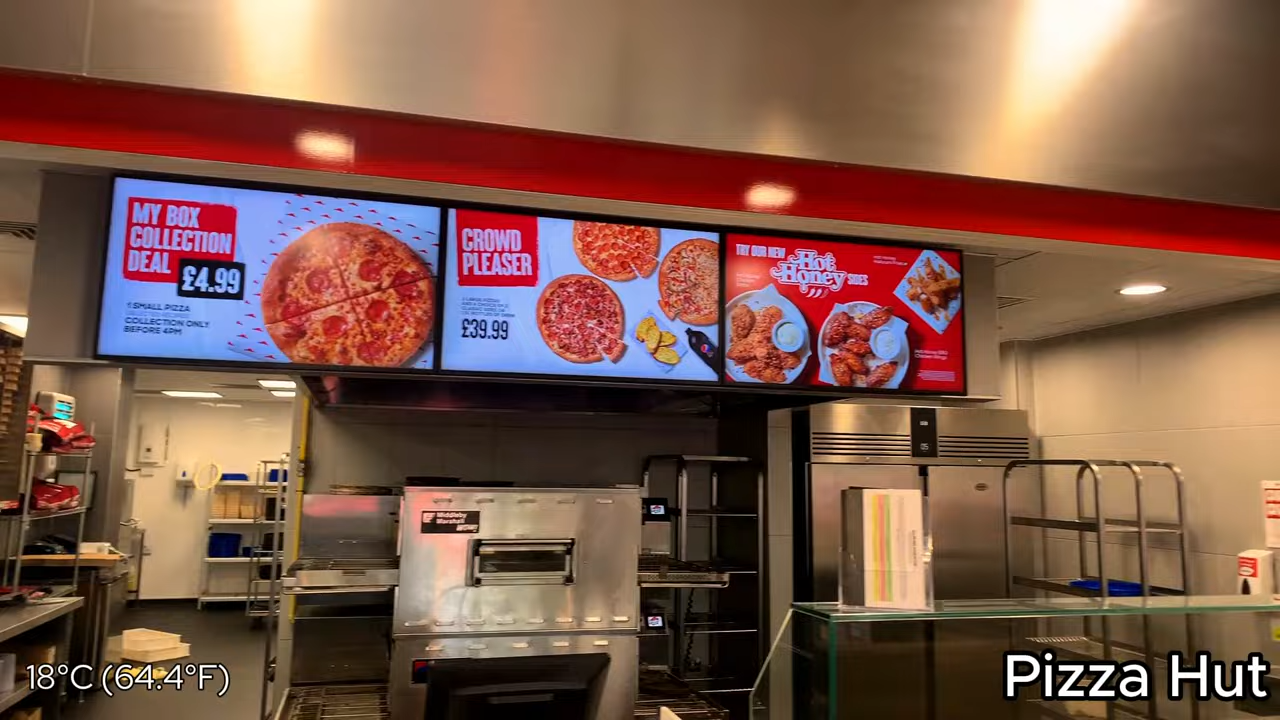 MY BOX
COLLECTION
DEAL £4.99
1 SMALL PIZZA
COLLECTION ONLY
BEFORE 4PM
CROWD
PLEASER
£39.99
TRY OUR NEW
Hot
Honey SIDES
Middleby
Marshall
18°C (64.4°F)
Pizza Hut